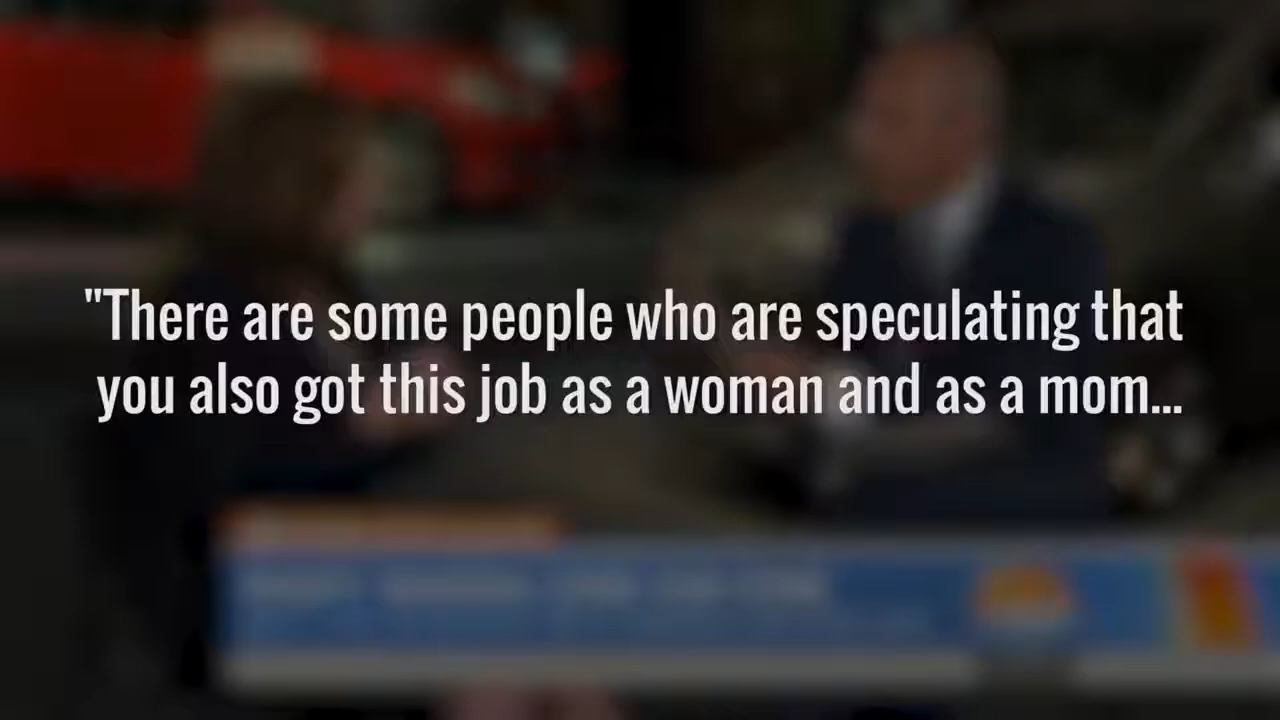 "There are some people who are speculating that
you also got this job as a woman and as a mom...